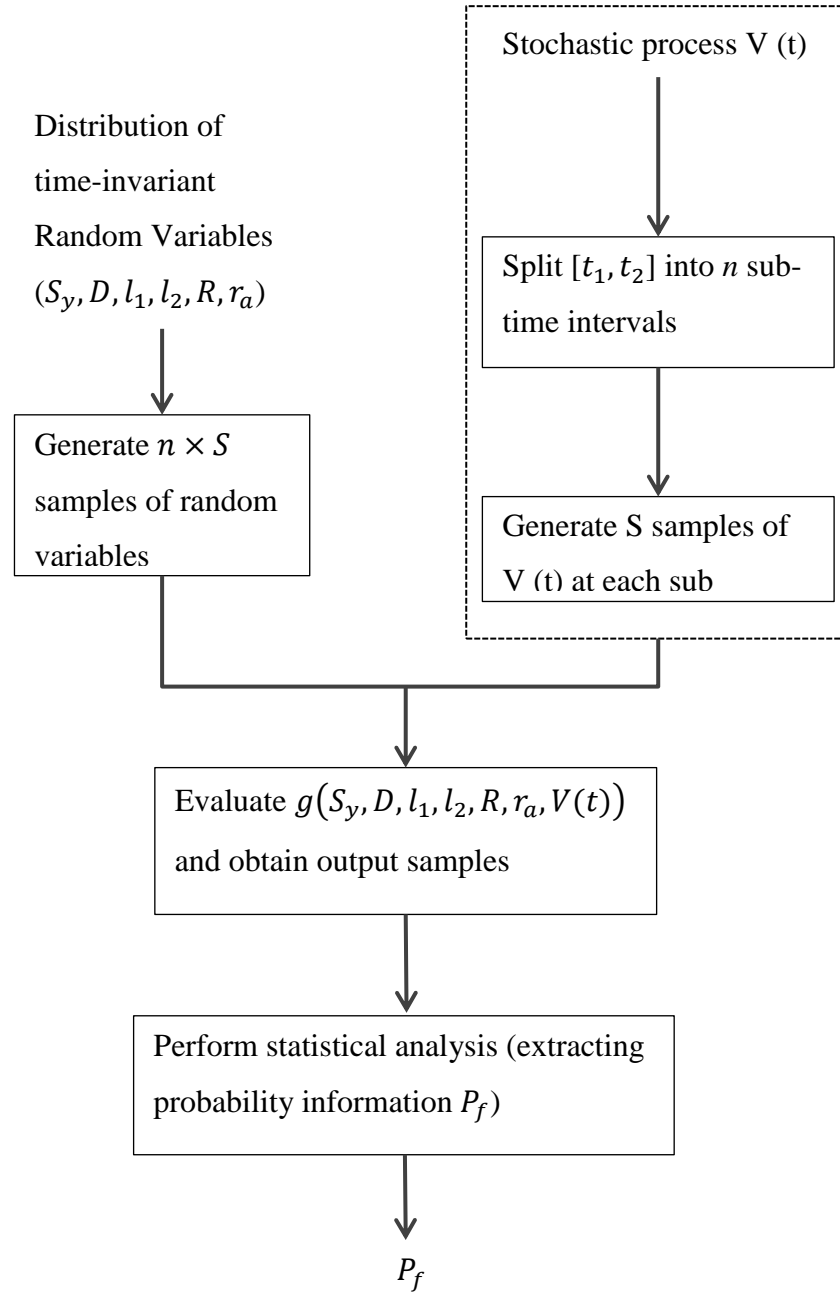 Stochastic process V (t)
Distribution of
time-invariant
Random Variables
(S_y, D, l_1, l_2, R, r_a)
Split [t_1, t_2] into n sub-
time intervals
Generate n × S
samples of random
variables
Generate S samples of
V (t) at each sub
Evaluate g(S_y, D, l_1, l_2, R, r_a, V(t))
and obtain output samples
Perform statistical analysis (extracting
probability information P_f)
P_f